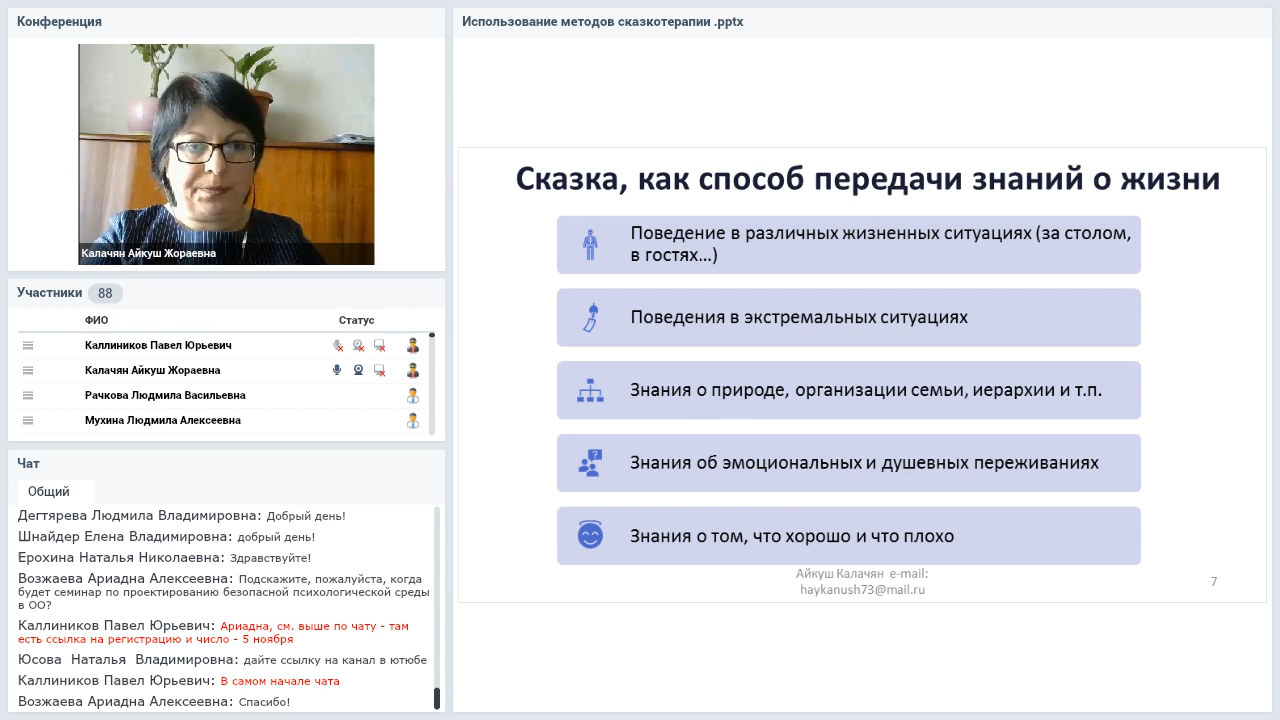 Конференция
Калачян Айкуш Жораевна
Участники 88
ФИО Статус
Каллиников Павел Юрьевич
Калачян Айкуш Жораевна
Рачкова Людмила Васильевна
Мухина Людмила Алексеевна
Чат
Общий
Дегтярева Людмила Владимировна: Добрый день!
Шнайдер Елена Владимировна: добрый день!
Ерохина Наталья Николаевна: Здравствуйте!
Возжаева Ариадна Алексеевна: Подскажите, пожалуйста, когда
будет семинар по проектированию безопасной психологической среды
в ОО?
Каллиников Павел Юрьевич: Ариадна, см. выше по чату - там
есть ссылка на регистрацию и число - 5 ноября
Юсова Наталья Владимировна: дайте ссылку на канал в ютюбе
Каллиников Павел Юрьевич: В самом начале чата
Возжаева Ариадна Алексеевна: Спасибо!
Использование методов сказкотерапии .pptx
Сказка, как способ передачи знаний о жизни
Поведение в различных жизненных ситуациях (за столом,
в гостях...)
Поведения в экстремальных ситуациях
Знания о природе, организации семьи, иерархии и т.п.
?
Знания об эмоциональных и душевных переживаниях
Знания о том, что хорошо и что плохо
Айкуш Калачян e-mail:
haykanush73@mail.ru
7